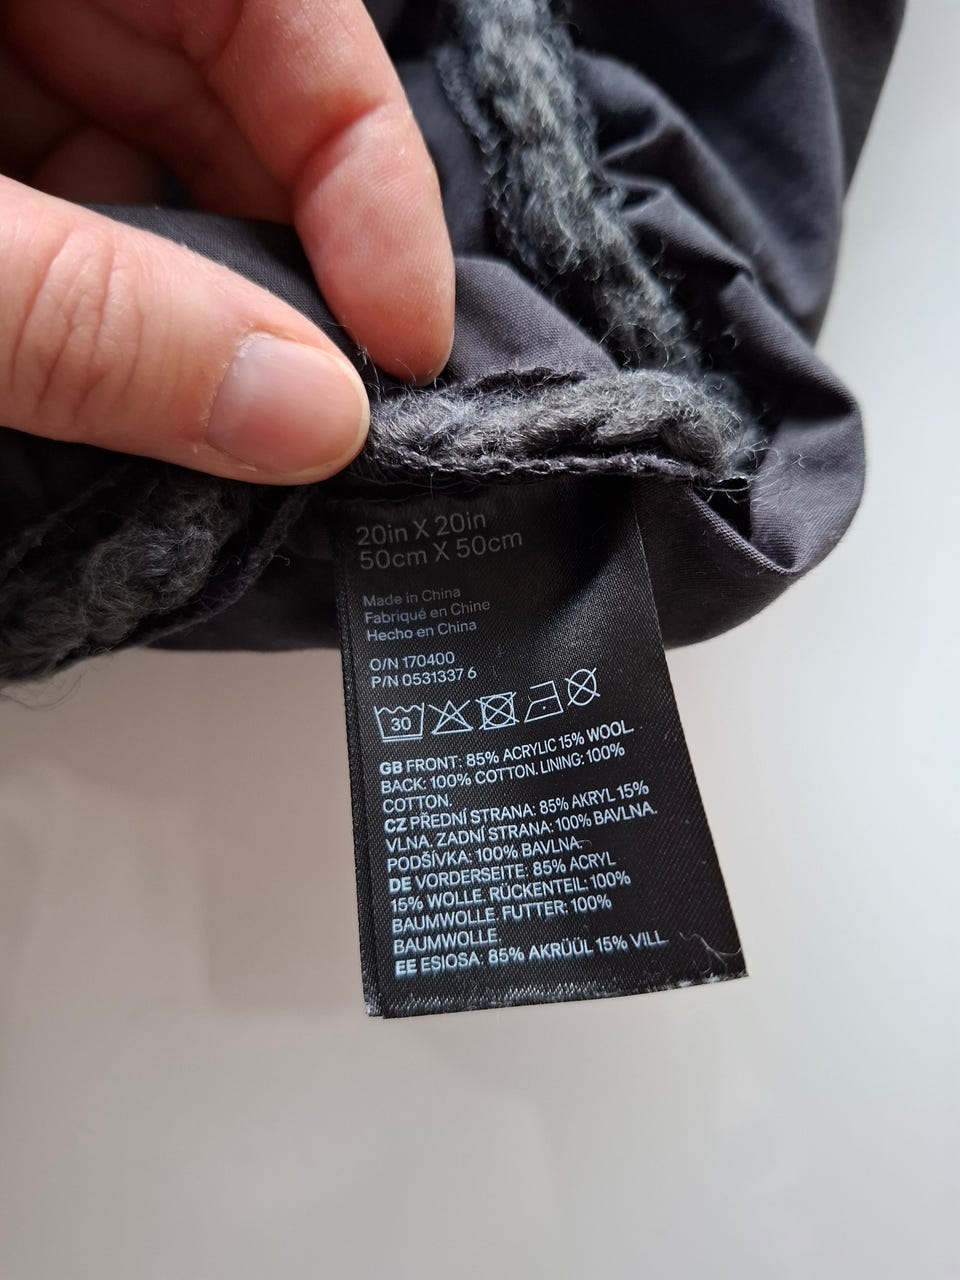 20in X 20in
50cm X 50cm
Made in China
Fabriqué en Chine
Hecho en China
O/N 170400
P/N 0531337 6
30
GB FRONT: 85% ACRYLIC 15% WOOL.
BACK: 100% COTTON. LINING: 100%
COTTON.
CZ PŘEDNÍ STRANA: 85% AKRYL 15%
VLNA. ZADNÍ STRANA: 100% BAVLNA.
PODŠÍVKA: 100% BAVLNA.
DE VORDERSEITE: 85% ACRYL
15% WOLLE. RÜCKENTEIL: 100%
BAUMWOLLE. FUTTER: 100%
BAUMWOLLE
EE ESIOSA: 85% AKRÜÜL 15% VILL.